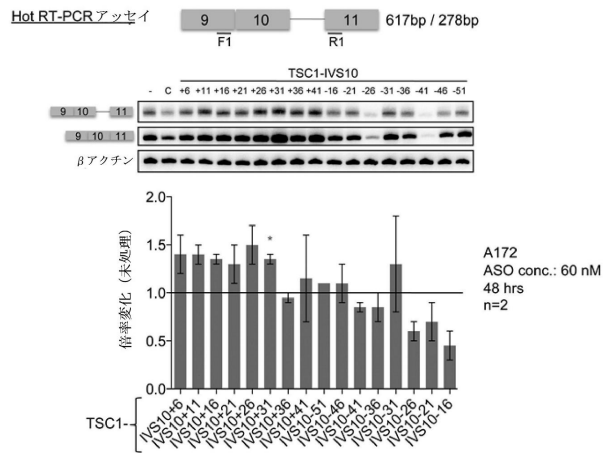 Hot RT-PCRアッセイ
9 10 11 617bp / 278bp
F1 R1
TSC1-IVS10
- C +6 +11 +16 +21 +26 +31 +36 +41 -16 -21 -26 -31 -36 -41 -46 -51
9 10 11
9 10 11
βアクチン
倍率変化（未処理）
2.0
1.5
1.0
0.5
0.0
*
A172
ASO conc.: 60 nM
48 hrs
n=2
TSC1-
IVS10+6
IVS10+11
IVS10+16
IVS10+21
IVS10+26
IVS10+31
IVS10+36
IVS10+41
IVS10-51
IVS10-46
IVS10-41
IVS10-36
IVS10-31
IVS10-26
IVS10-21
IVS10-16